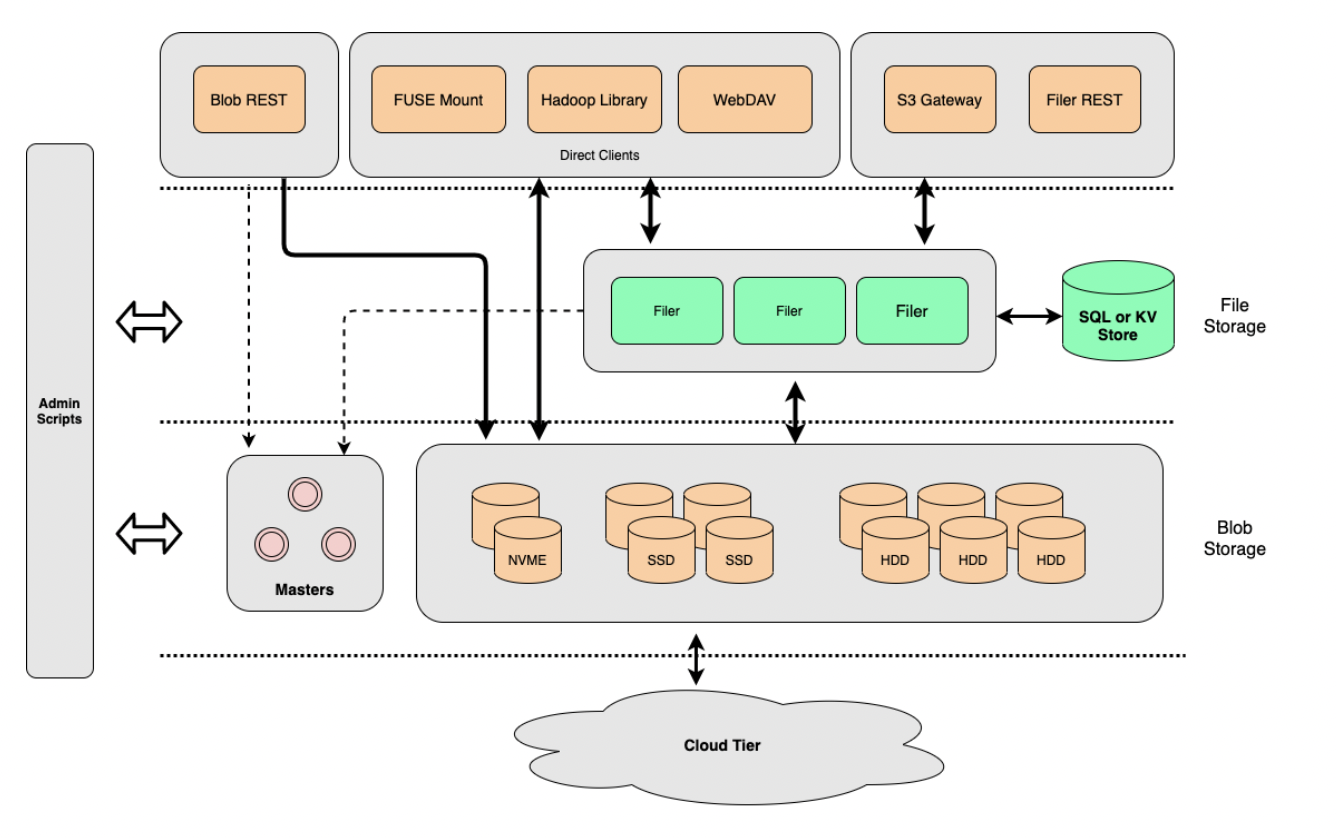 Blob REST
FUSE Mount
Hadoop Library
WebDAV
Direct Clients
S3 Gateway
Filer REST
Admin
Scripts
Filer
Filer
Filer
SQL or KV
Store
File
Storage
Masters
NVME
SSD
SSD
HDD
HDD
HDD
Blob
Storage
Cloud Tier